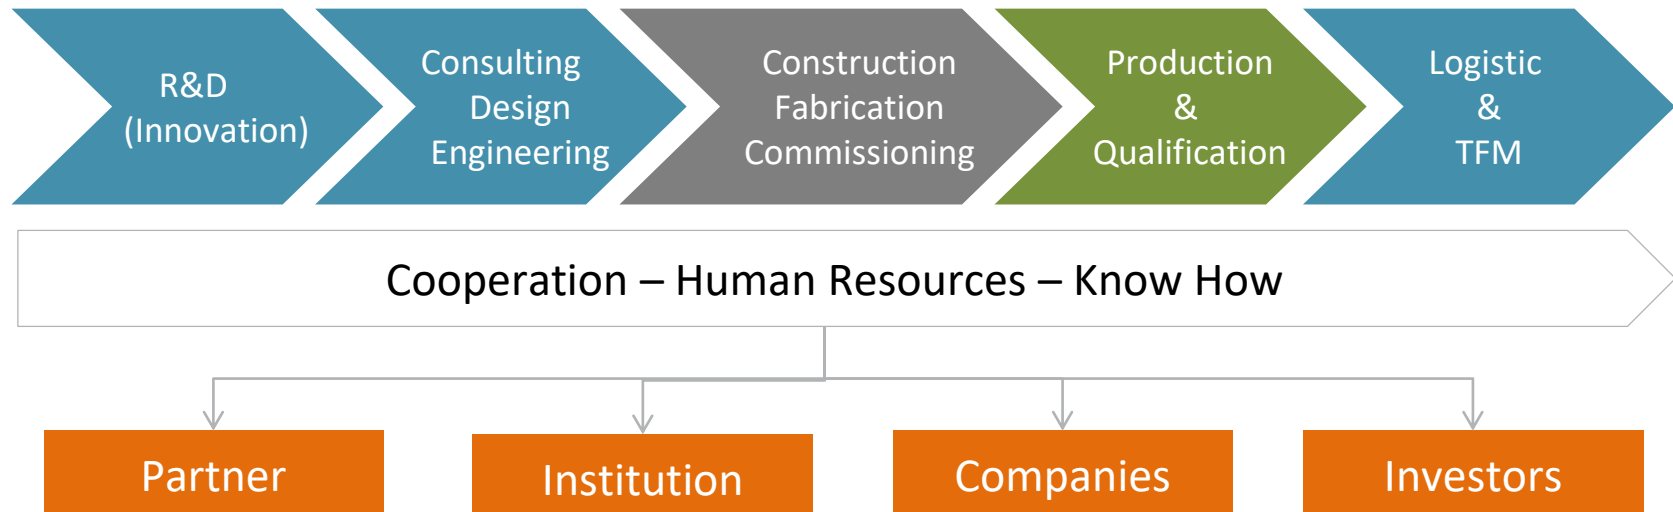 R&D
(Innovation)
Consulting
Design
Engineering
Construction
Fabrication
Commissioning
Production
&
Qualification
Logistic
&
TFM
Cooperation – Human Resources – Know How
Partner
Institution
Companies
Investors